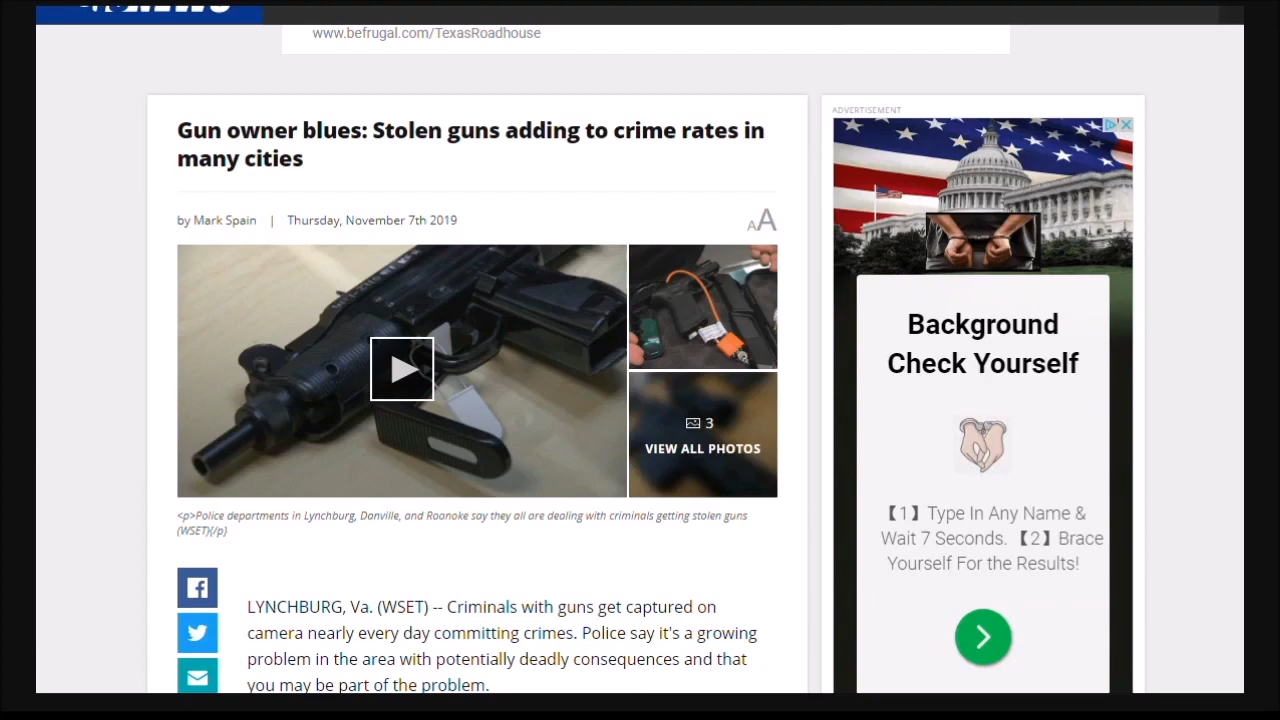 NEWS
www.befrugal.com/TexasRoadhouse
Gun owner blues: Stolen guns adding to crime rates in
many cities
by Mark Spain | Thursday, November 7th 2019
AA
3
VIEW ALL PHOTOS
<p>Police departments in Lynchburg, Danville, and Roanoke say they all are dealing with criminals getting stolen guns
(WSET){/p}
LYNCHBURG, Va. (WSET) -- Criminals with guns get captured on
camera nearly every day committing crimes. Police say it's a growing
problem in the area with potentially deadly consequences and that
you may be part of the problem.
ADVERTISEMENT
Background
Check Yourself
【1】Type In Any Name &
Wait 7 Seconds. 【2】Brace
Yourself For the Results!